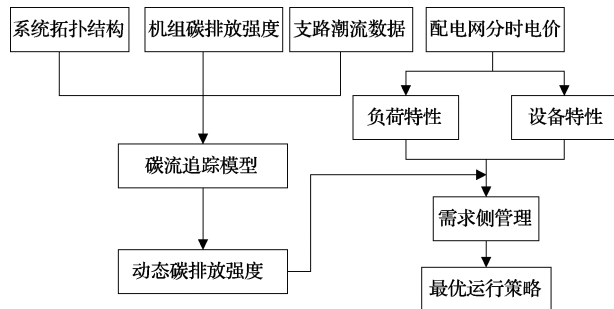 系统拓扑结构
机组碳排放强度
支路潮流数据
配电网分时电价
负荷特性
设备特性
碳流追踪模型
需求侧管理
动态碳排放强度
最优运行策略